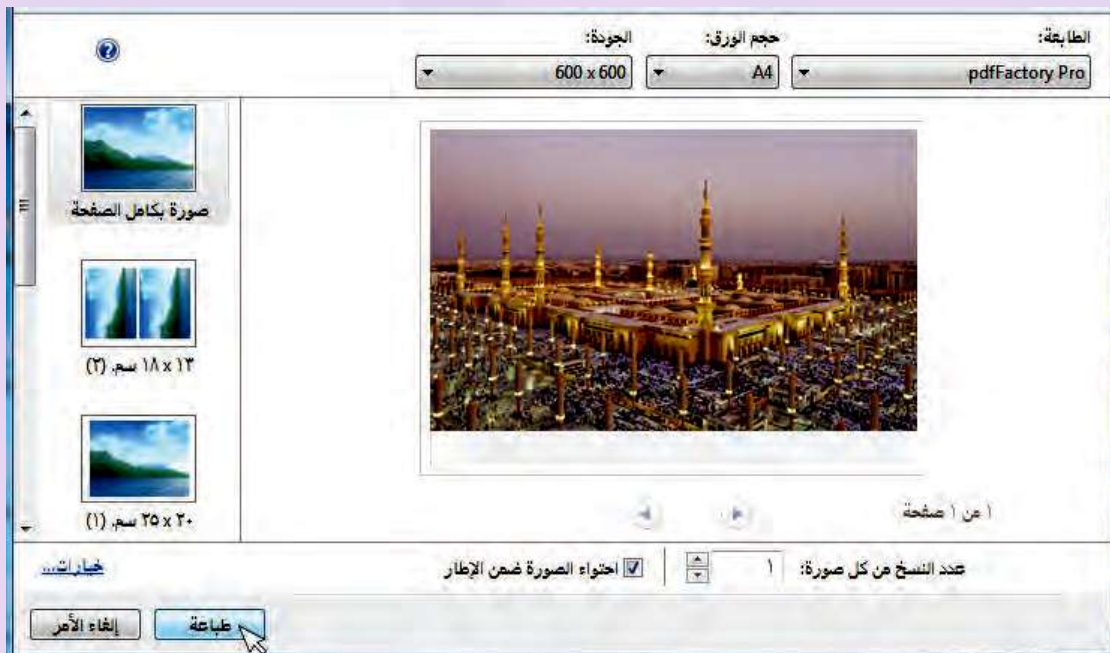 الطابعة: حجم الورق: الجودة:
pdfFactory Pro A4 600 x 600
صورة بكامل الصفحة
١٣ x ١٨ سم. (٢)
٢٠ x ٢٥ سم. (١)
١ من ١ صفحة
عدد النسخ من كل صورة: ١ احتواء الصورة ضمن الإطار خيارات...
طباعة إلغاء الأمر